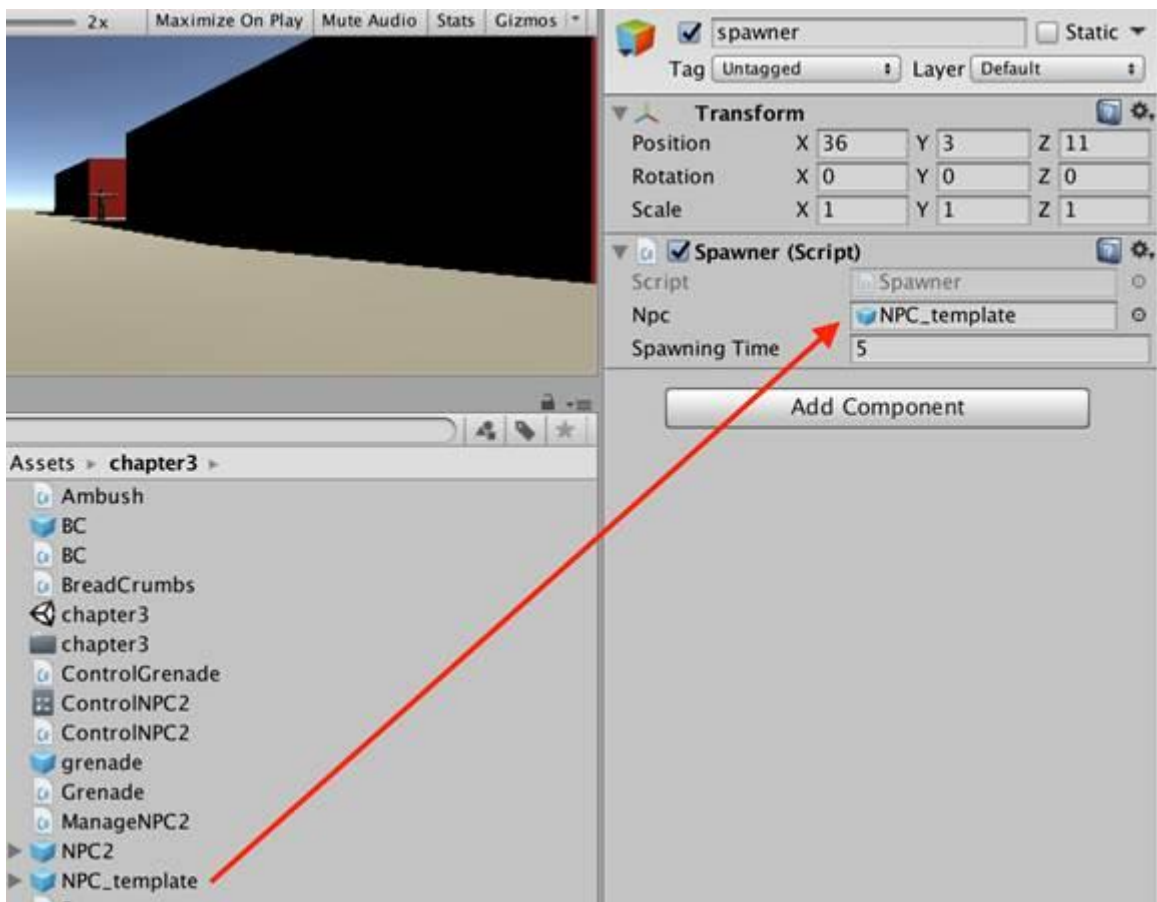 2x Maximize On Play Mute Audio Stats Gizmos
spawner Static
Tag Untagged Layer Default
Transform
Position X 36 Y 3 Z 11
Rotation X 0 Y 0 Z 0
Scale X 1 Y 1 Z 1
Spawner (Script)
Script Spawner
Npc NPC_template
Spawning Time 5
Add Component
Assets chapter3
Ambush
BC
BC
BreadCrumbs
chapter3
chapter3
ControlGrenade
ControlNPC2
ControlNPC2
grenade
Grenade
ManageNPC2
NPC2
NPC_template